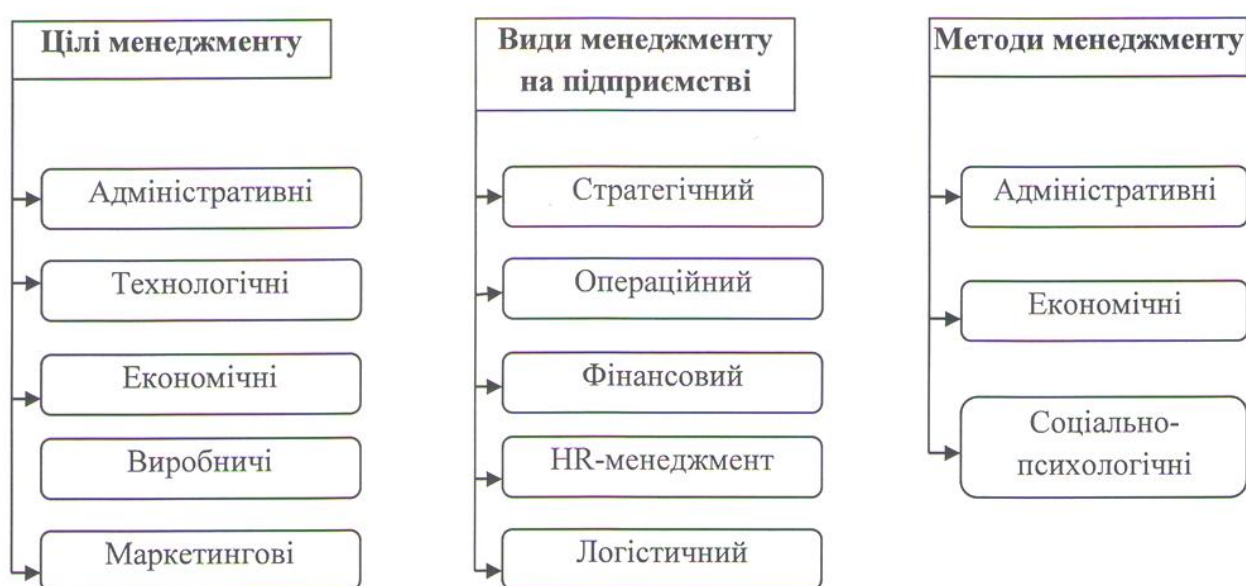 Цілі менеджменту
Адміністративні
Технологічні
Економічні
Виробничі
Маркетингові
Види менеджменту
на підприємстві
Стратегічний
Операційний
Фінансовий
HR-менеджмент
Логістичний
Методи менеджменту
Адміністративні
Економічні
Соціально-
психологічні